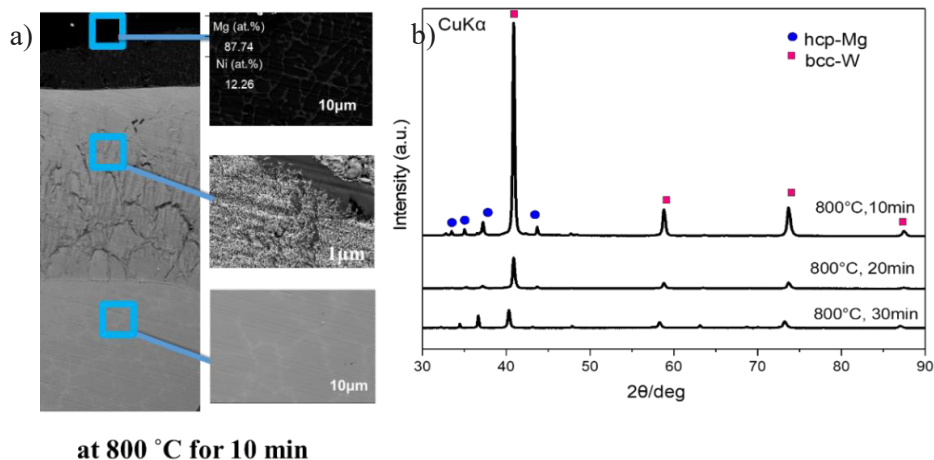 a)
Mg (at.%)
87.74
Ni (at.%)
12.26
10μm
1μm
10μm
at 800 ˚C for 10 min
b)
CuKα
hcp-Mg
bcc-W
Intensity (a.u.)
800°C,10min
800°C, 20min
800°C, 30min
30 40 50 60 70 80 90
2θ/deg